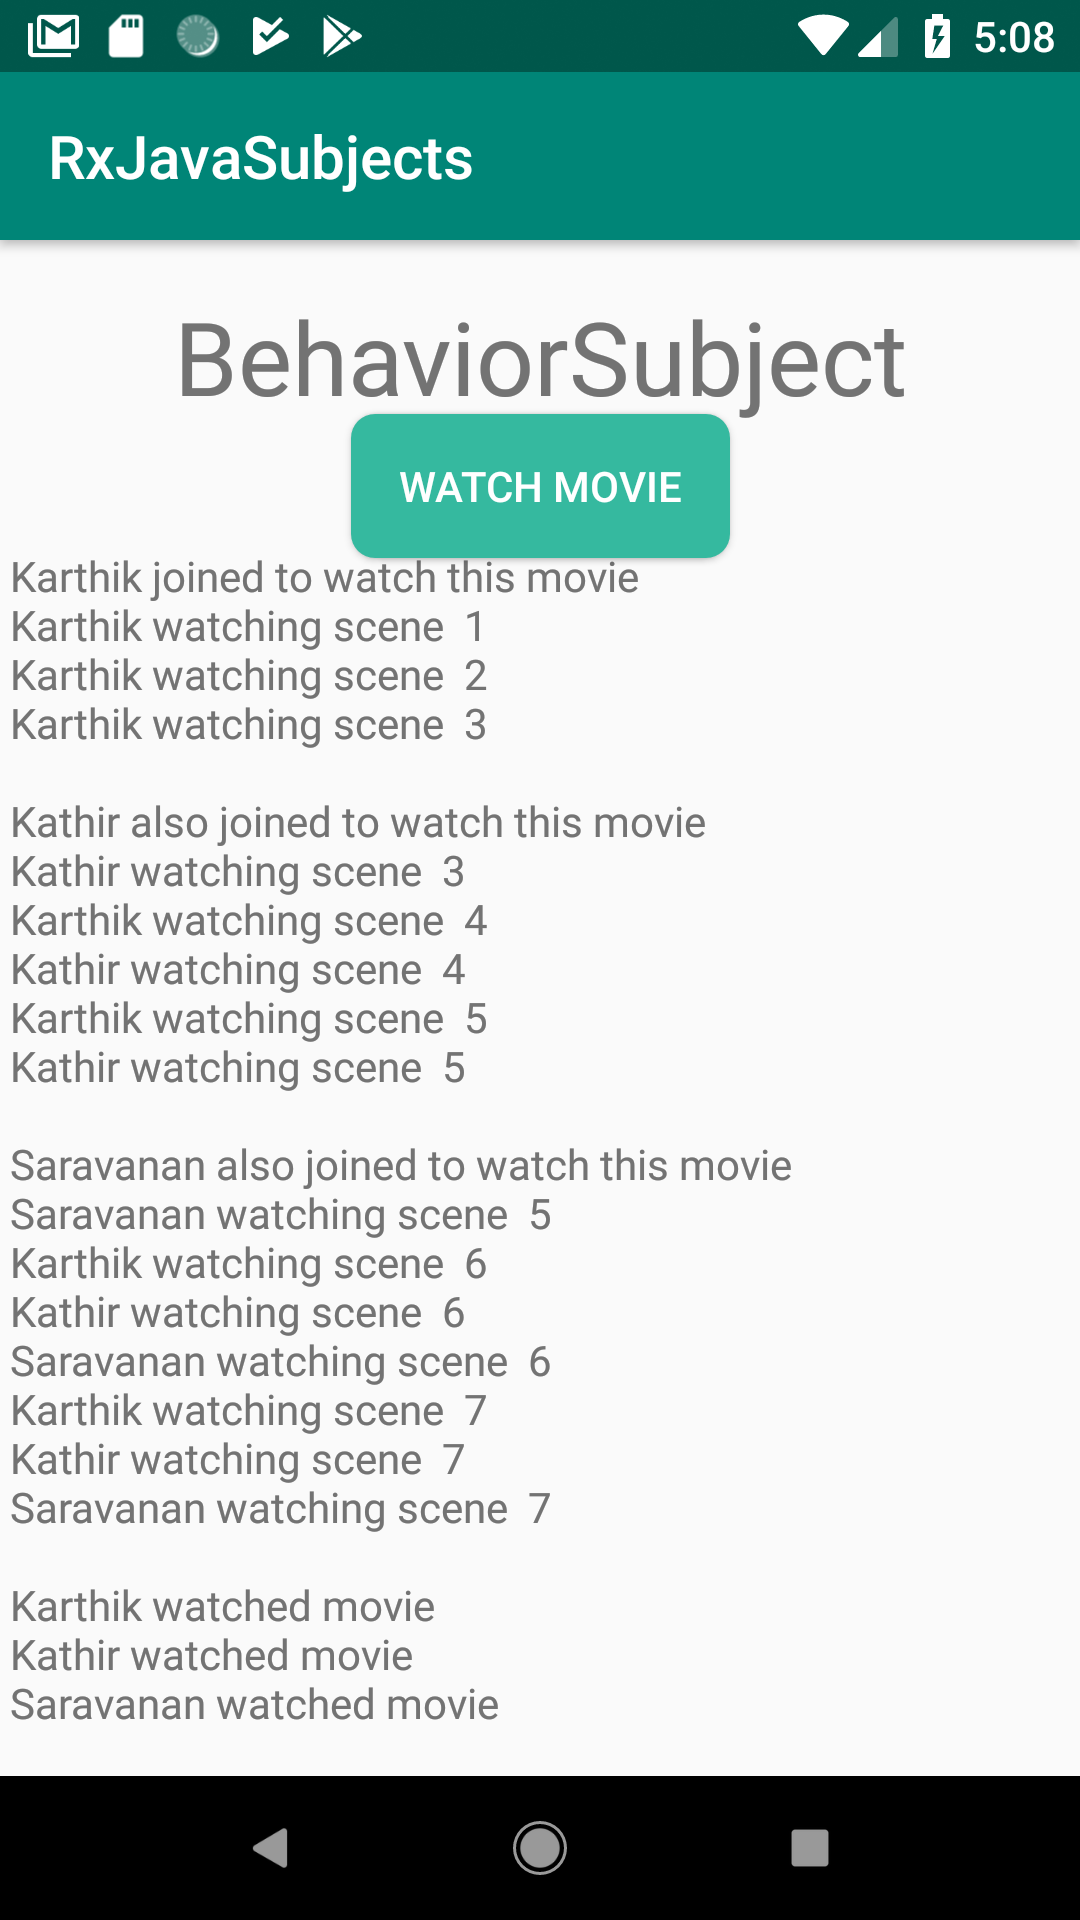 5:08
RxJavaSubjects
BehaviorSubject
WATCH MOVIE
Karthik joined to watch this movie
Karthik watching scene  1
Karthik watching scene  2
Karthik watching scene  3
Kathir also joined to watch this movie
Kathir watching scene  3
Karthik watching scene  4
Kathir watching scene  4
Karthik watching scene  5
Kathir watching scene  5
Saravanan also joined to watch this movie
Saravanan watching scene  5
Karthik watching scene  6
Kathir watching scene  6
Saravanan watching scene  6
Karthik watching scene  7
Kathir watching scene  7
Saravanan watching scene  7
Karthik watched movie
Kathir watched movie
Saravanan watched movie